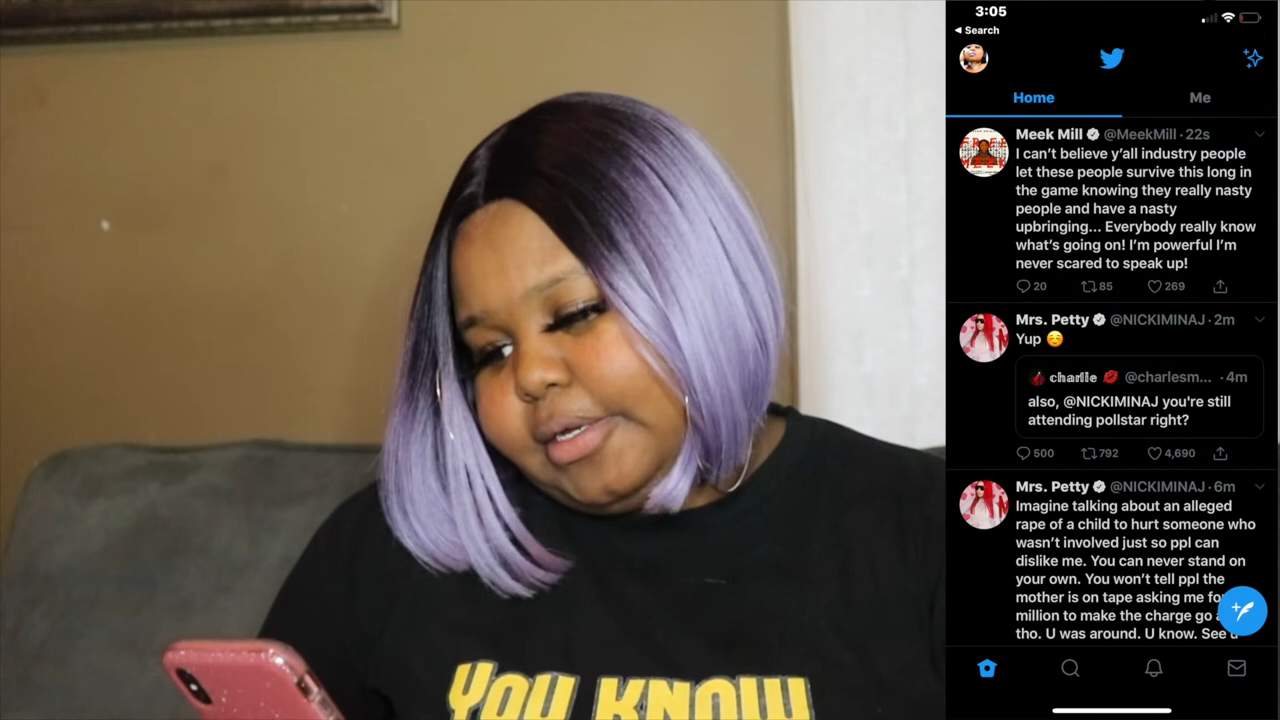 3:05
Search
Home
Me
Meek Mill @MeekMill · 22s
I can’t believe y’all industry people
let these people survive this long in
the game knowing they really nasty
people and have a nasty
upbringing... Everybody really know
what’s going on! I’m powerful I’m
never scared to speak up!
20 85 269
Mrs. Petty @NICKIMINAJ · 2m
Yup ☺️
charlie 💋 @charlesm... · 4m
also, @NICKIMINAJ you're still
attending pollstar right?
500 792 4,690
Mrs. Petty @NICKIMINAJ · 6m
Imagine talking about an alleged
rape of a child to hurt someone who
wasn’t involved just so ppl can
dislike me. You can never stand on
your own. You won’t tell ppl the
mother is on tape asking me for
million to make the charge go
tho. U was around. U know. See u
YOU KNOW